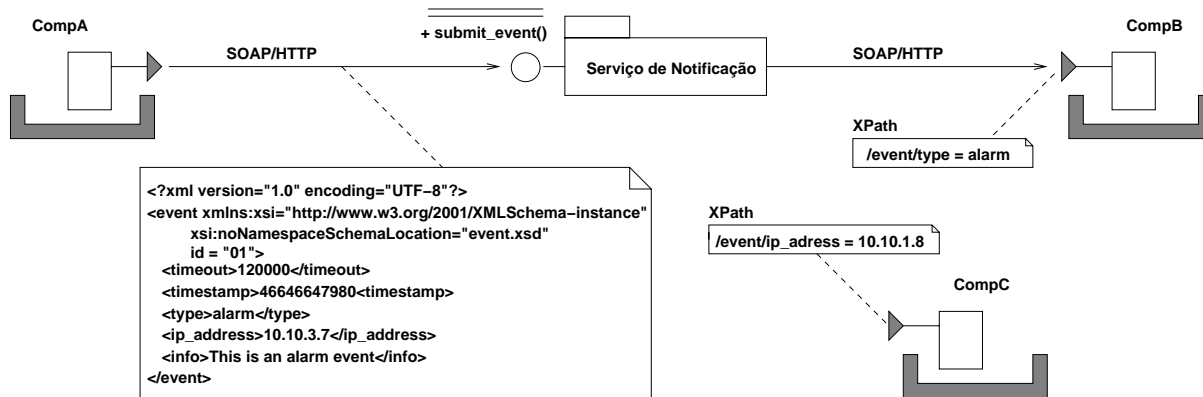 CompA
SOAP/HTTP
+ submit_event()
Serviço de Notificação
SOAP/HTTP
CompB
XPath
/event/type = alarm
<?xml version="1.0" encoding="UTF−8"?>
<event xmlns:xsi="http://www.w3.org/2001/XMLSchema−instance"
xsi:noNamespaceSchemaLocation="event.xsd"
id = "01">
<timeout>120000</timeout>
<timestamp>46646647980<timestamp>
<type>alarm</type>
<ip_address>10.10.3.7</ip_address>
<info>This is an alarm event</info>
</event>
XPath
/event/ip_adress = 10.10.1.8
CompC